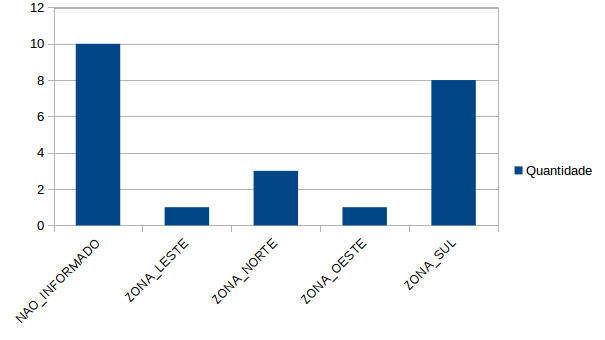 12
10
8
6
4
2
0
NAO_INFORMADO
ZONA_LESTE
ZONA_NORTE
ZONA_OESTE
ZONA_SUL
Quantidade